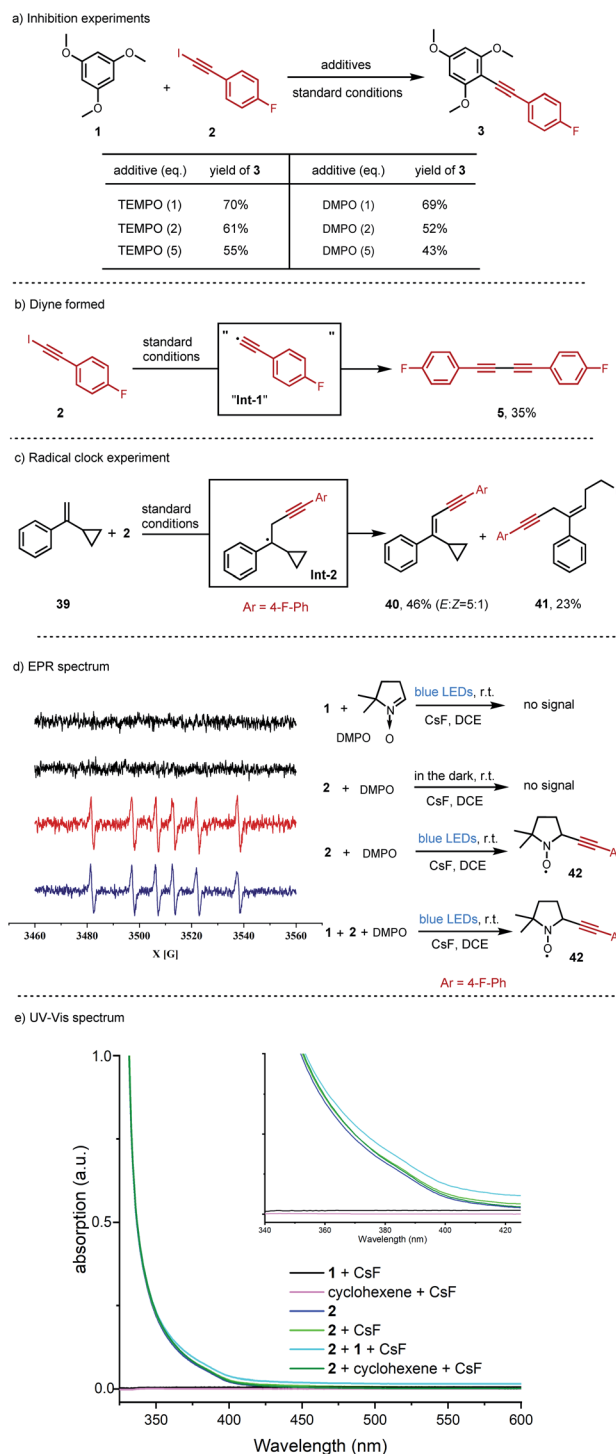 a) Inhibition experiments
O
O
O
1
+
I
F
2
additives
standard conditions
O
O
O
F
3
additive (eq.) yield of 3 additive (eq.) yield of 3
TEMPO (1) 70% DMPO (1) 69%
TEMPO (2) 61% DMPO (2) 52%
TEMPO (5) 55% DMPO (5) 43%
b) Diyne formed
I
F
2
standard
conditions
" "
F
"Int-1"
F
F
5, 35%
c) Radical clock experiment
39
+ 2
standard
conditions
Ar
Int-2
Ar = 4-F-Ph
Ar
40, 46% (E:Z=5:1)
+
I
Ar
41, 23%
d) EPR spectrum
3460 3480 3500 3520 3540 3560
X [G]
1 + N
O
DMPO
blue LEDs, r.t.
CsF, DCE
no signal
2 + DMPO
in the dark, r.t.
CsF, DCE
no signal
2 + DMPO
blue LEDs, r.t.
CsF, DCE
N
O
Ar
42
1 + 2 + DMPO
blue LEDs, r.t.
CsF, DCE
N
O
Ar
42
Ar = 4-F-Ph
e) UV-Vis spectrum
absorption (a.u.)
1.0
0.5
0.0
340 360 380 400 420
Wavelength (nm)
1 + CsF
cyclohexene + CsF
2
2 + CsF
2 + 1 + CsF
2 + cyclohexene + CsF
350 400 450 500 550 600
Wavelength (nm)